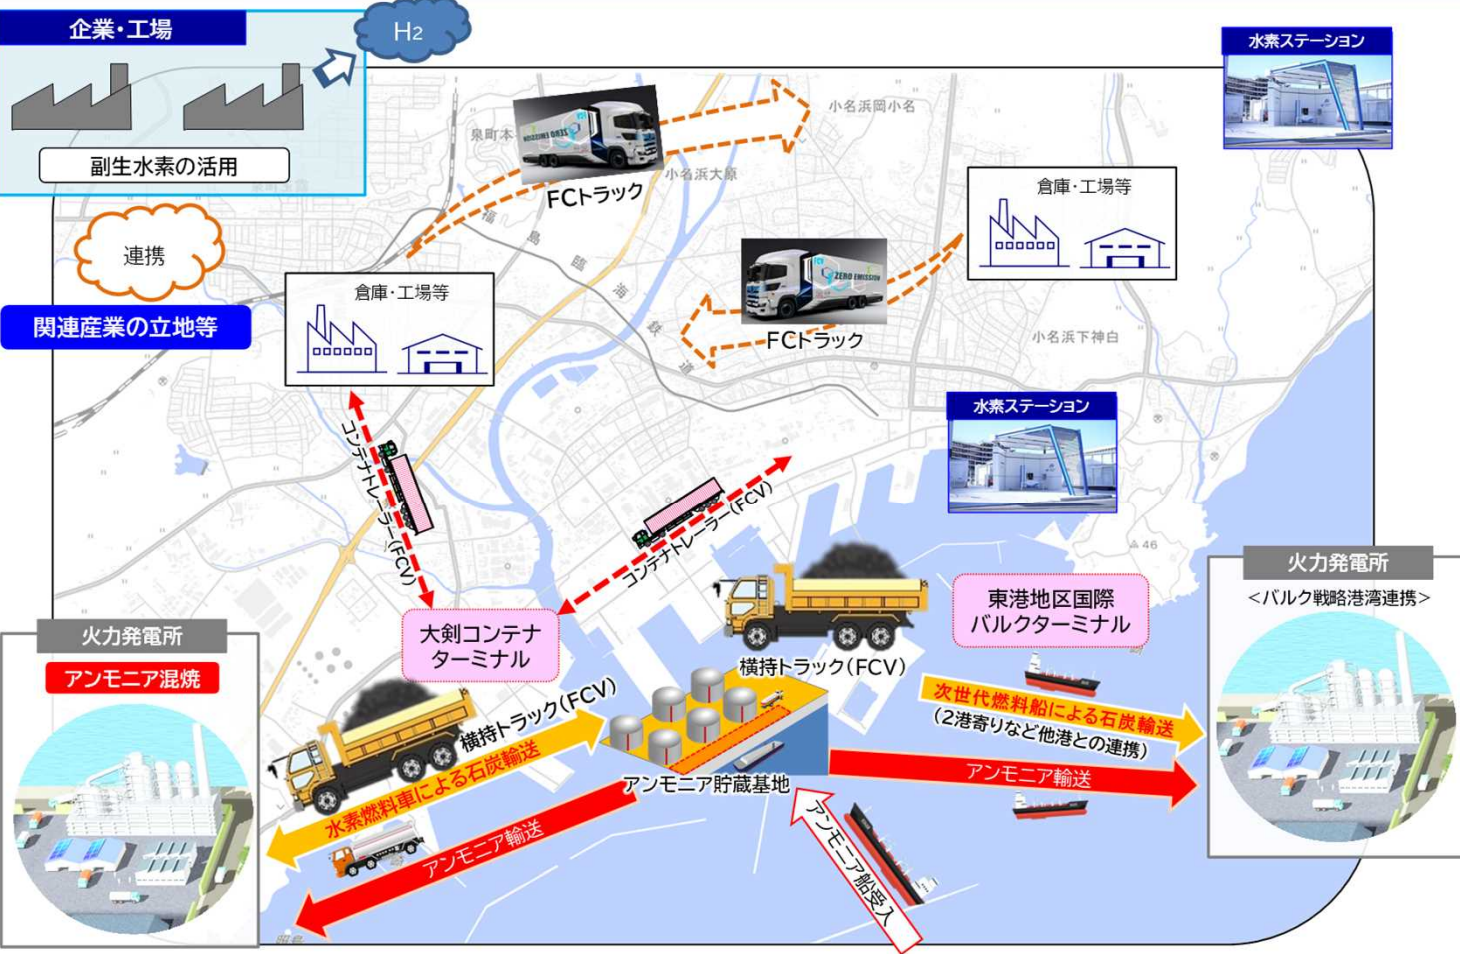 企業・工場
H2
副生水素の活用
連携
関連産業の立地等
水素ステーション
小名浜岡小名
泉町本
ZERO EMISSION
FCトラック
小名浜大原
福島臨海鉄道
倉庫・工場等
倉庫・工場等
ZERO EMISSION
FCトラック
小名浜下神白
水素ステーション
コンテナトレーラー(FCV)
コンテナトレーラー(FCV)
46
火力発電所
<バルク戦略港湾連携>
東港地区国際
バルクターミナル
大剣コンテナ
ターミナル
横持トラック(FCV)
火力発電所
アンモニア混焼
横持トラック(FCV)
水素燃料車による石炭輸送
次世代燃料船による石炭輸送
(2港寄りなど他港との連携)
アンモニア貯蔵基地
アンモニア輸送
アンモニア輸送
アンモニア船受入